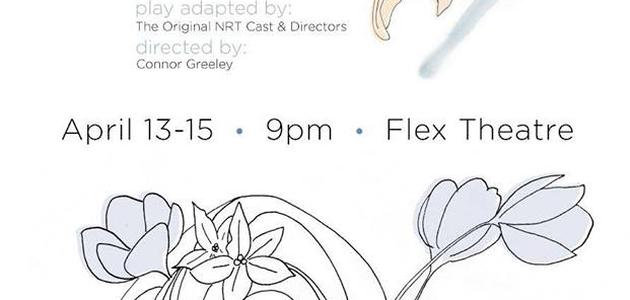 play adapted by:
The Original NRT Cast & Directors
directed by:
Connor Greeley
April 13-15 • 9pm • Flex Theatre